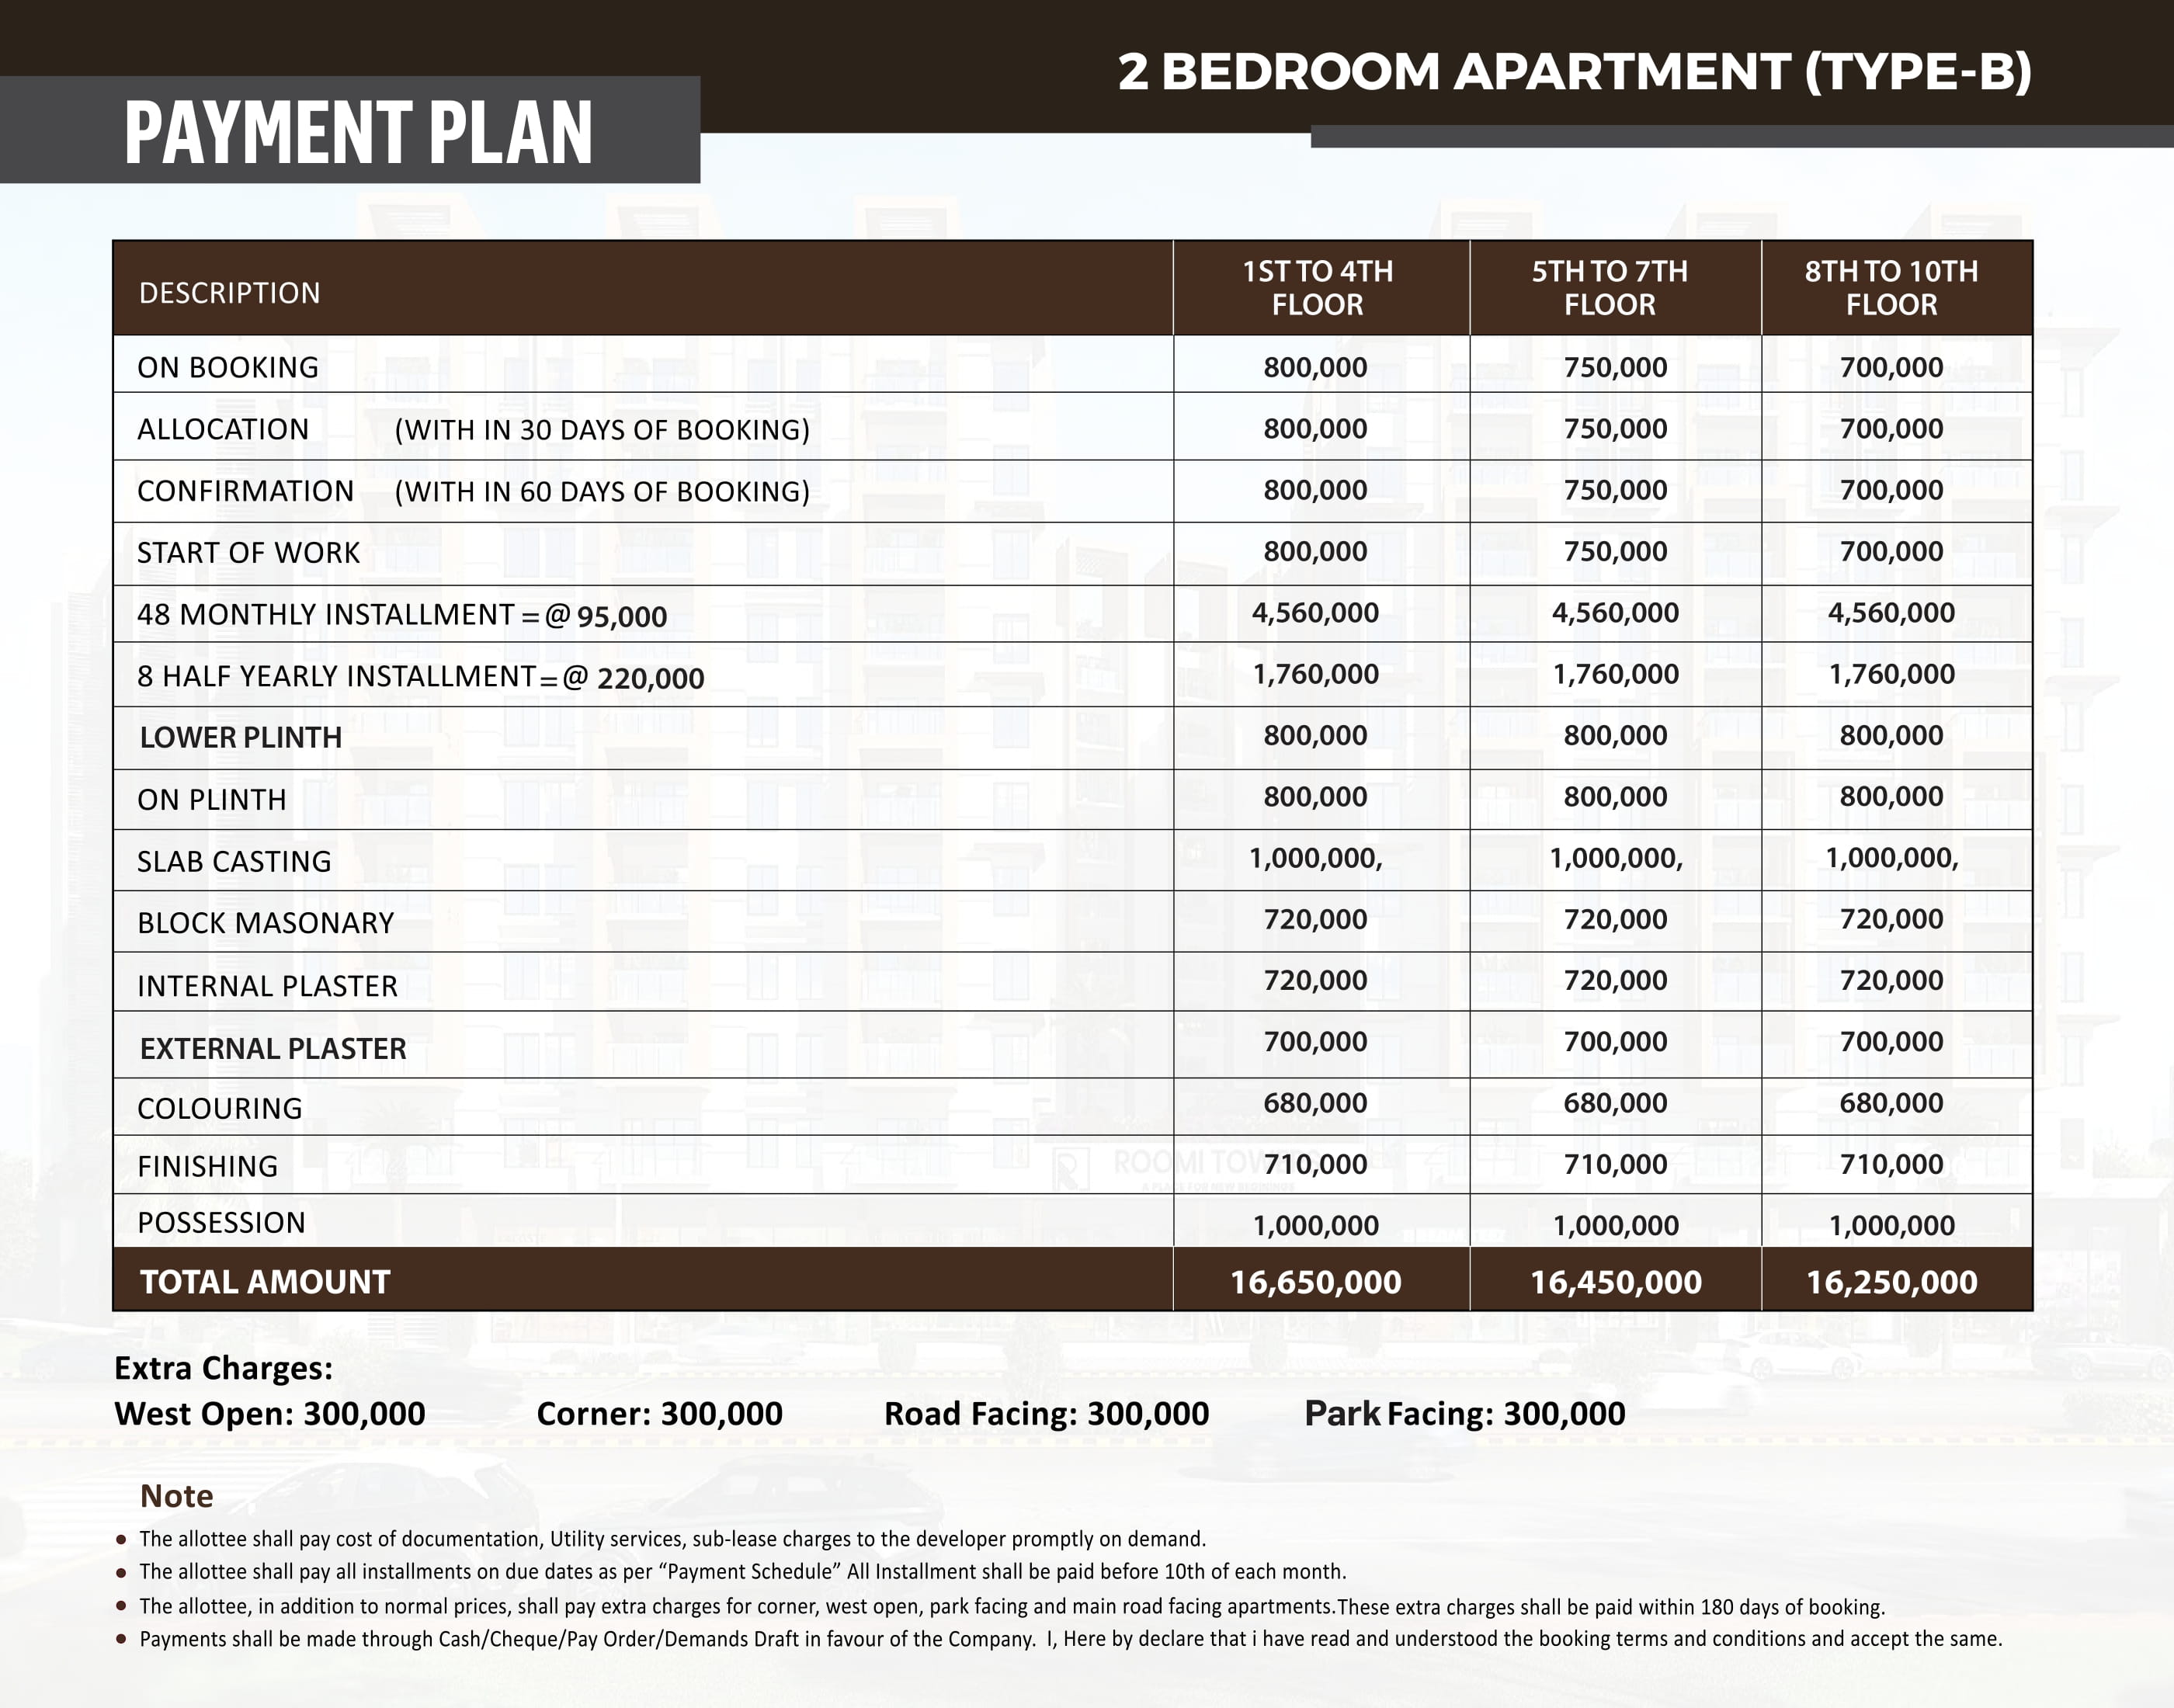 2 BEDROOM APARTMENT (TYPE-B)
PAYMENT PLAN
DESCRIPTION 1ST TO 4TH FLOOR 5TH TO 7TH FLOOR 8TH TO 10TH FLOOR
ON BOOKING 800,000 750,000 700,000
ALLOCATION (WITH IN 30 DAYS OF BOOKING) 800,000 750,000 700,000
CONFIRMATION (WITH IN 60 DAYS OF BOOKING) 800,000 750,000 700,000
START OF WORK 800,000 750,000 700,000
48 MONTHLY INSTALLMENT =@ 95,000 4,560,000 4,560,000 4,560,000
8 HALF YEARLY INSTALLMENT=@ 220,000 1,760,000 1,760,000 1,760,000
LOWER PLINTH 800,000 800,000 800,000
ON PLINTH 800,000 800,000 800,000
SLAB CASTING 1,000,000, 1,000,000, 1,000,000,
BLOCK MASONARY 720,000 720,000 720,000
INTERNAL PLASTER 720,000 720,000 720,000
EXTERNAL PLASTER 700,000 700,000 700,000
COLOURING 680,000 680,000 680,000
FINISHING 710,000 710,000 710,000
POSSESSION 1,000,000 1,000,000 1,000,000
TOTAL AMOUNT 16,650,000 16,450,000 16,250,000
Extra Charges:
West Open: 300,000 Corner: 300,000 Road Facing: 300,000 Park Facing: 300,000
Note
• The allottee shall pay cost of documentation, Utility services, sub-lease charges to the developer promptly on demand.
• The allottee shall pay all installments on due dates as per “Payment Schedule” All Installment shall be paid before 10th of each month.
• The allottee, in addition to normal prices, shall pay extra charges for corner, west open, park facing and main road facing apartments.These extra charges shall be paid within 180 days of booking.
• Payments shall be made through Cash/Cheque/Pay Order/Demands Draft in favour of the Company. I, Here by declare that i have read and understood the booking terms and conditions and accept the same.